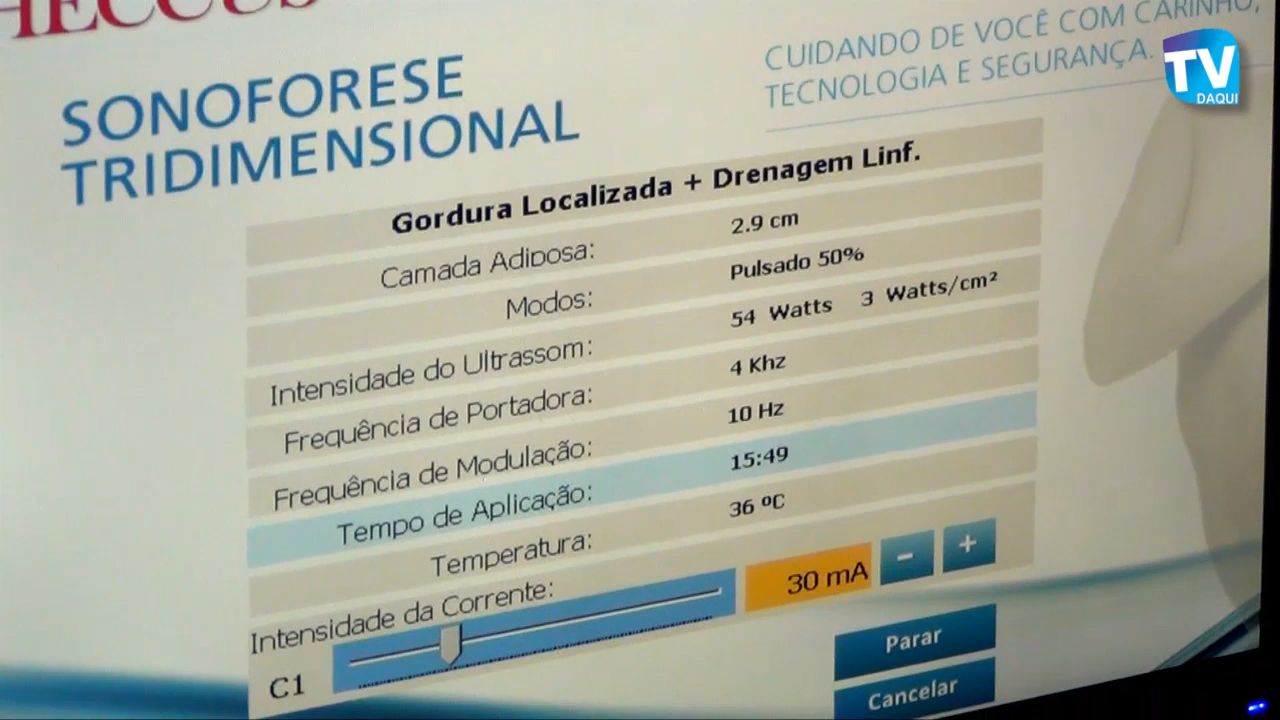 HECCUS
CUIDANDO DE VOCÊ COM CARINHO,
TECNOLOGIA E SEGURANÇA.
TV
DAQUI
SONOFORESE
TRIDIMENSIONAL
Gordura Localizada + Drenagem Linf.
Camada Adiposa: 2.9 cm
Modos: Pulsado 50%
Intensidade do Ultrassom: 54 Watts 3 Watts/cm²
Frequência de Portadora: 4 Khz
Frequência de Modulação: 10 Hz
Tempo de Aplicação: 15:49
Temperatura: 36 ºC
Intensidade da Corrente:
C1 30 mA - +
Parar
Cancelar